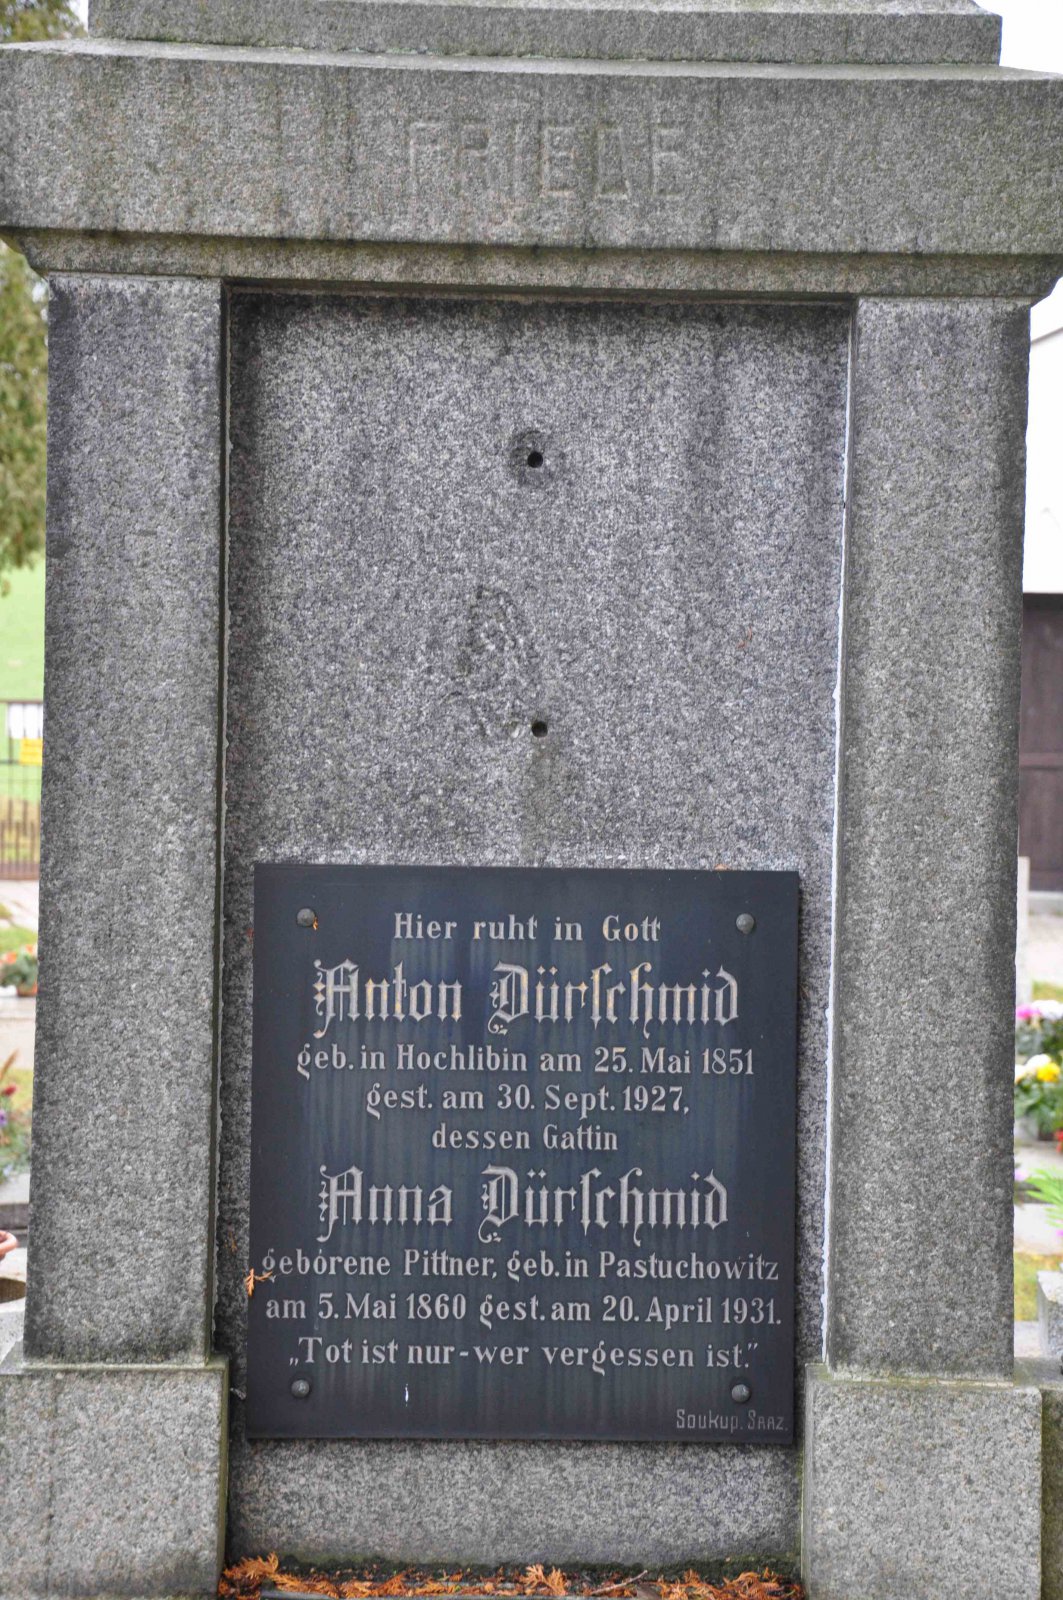 FRIEDE
Hier ruht in Gott
Anton Dürſchmid
geb. in Hochlibin am 25. Mai 1851
gest. am 30. Sept. 1927,
dessen Gattin
Anna Dürſchmid
geborene Pittner, geb. in Pastuchowitz
am 5. Mai 1860 gest. am 20. April 1931.
„Tot ist nur-wer vergessen ist.”
Soukup. Saaz.